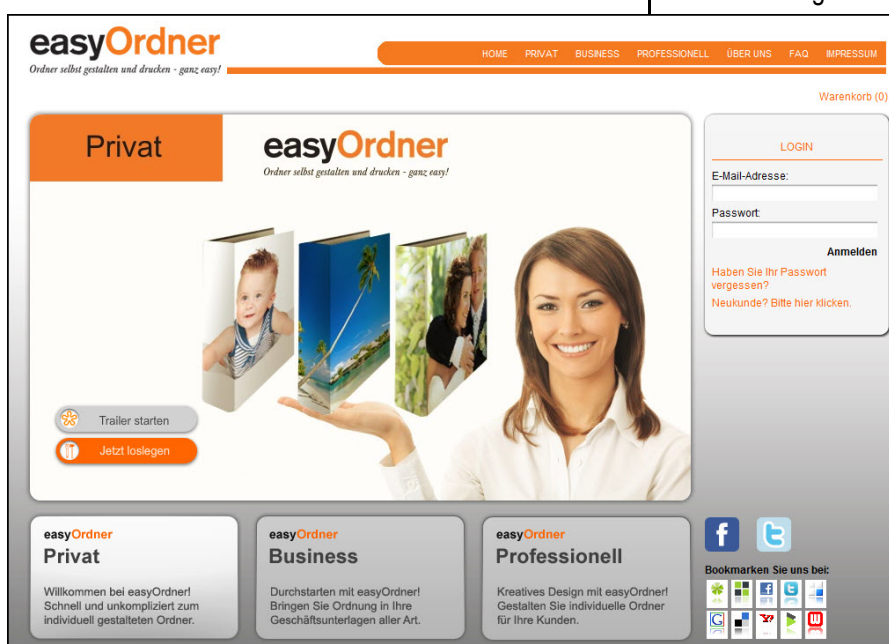 easyOrdner
Ordner selbst gestalten und drucken - ganz easy!
HOME PRIVAT BUSINESS PROFESSIONELL ÜBER UNS FAQ IMPRESSUM
Warenkorb (0)
Privat
easyOrdner
Ordner selbst gestalten und drucken - ganz easy!
Trailer starten
Jetzt loslegen
LOGIN
E-Mail-Adresse:
Passwort:
Anmelden
Haben Sie Ihr Passwort
vergessen?
Neukunde? Bitte hier klicken.
easyOrdner
Privat
Willkommen bei easyOrdner!
Schnell und unkompliziert zum
individuell gestalteten Ordner.
easyOrdner
Business
Durchstarten mit easyOrdner!
Bringen Sie Ordnung in Ihre
Geschäftsunterlagen aller Art.
easyOrdner
Professionell
Kreatives Design mit easyOrdner!
Gestalten Sie individuelle Ordner
für Ihre Kunden.
Bookmarken Sie uns bei: